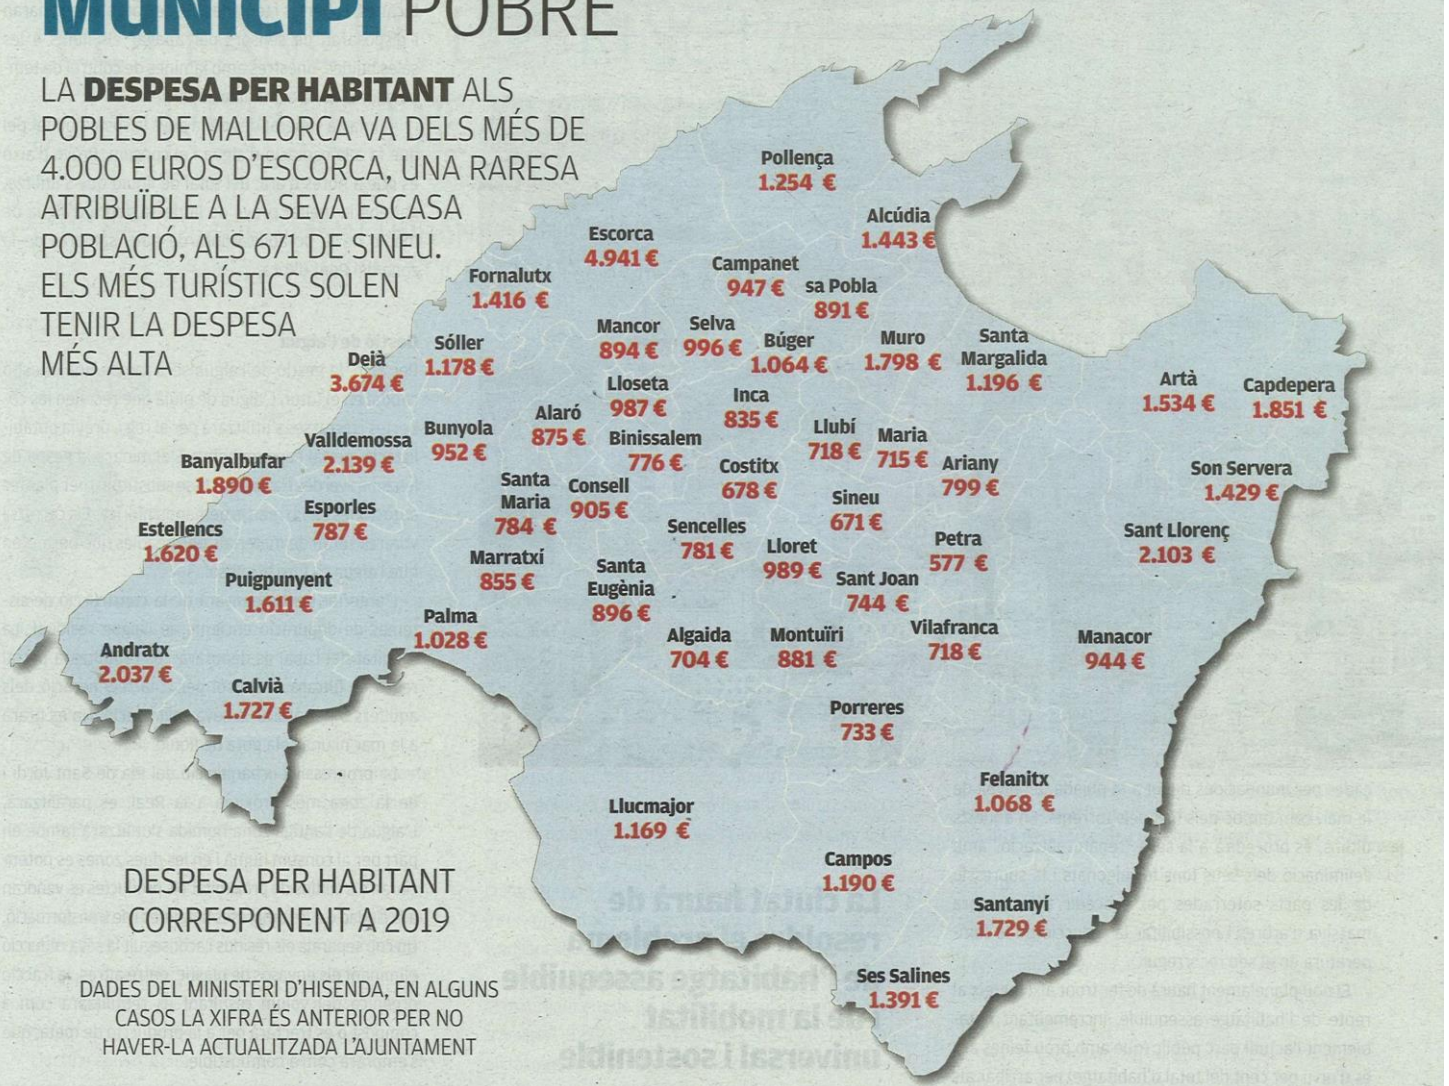 MUNICIPI POBRE
LA DESPESA PER HABITANT ALS
POBLES DE MALLORCA VA DELS MÉS DE
4.000 EUROS D'ESCORCA, UNA RARESA
ATRIBUÏBLE A LA SEVA ESCASA
POBLACIÓ, ALS 671 DE SINEU.
ELS MÉS TURÍSTICS SOLEN
TENIR LA DESPESA
MÉS ALTA
Pollença
1.254 €
Alcúdia
1.443 €
Escorca
4.941 €
Campanet
947 €
Fornalutx
1.416 €
sa Pobla
891 €
Mancor
894 €
Selva
996 €
Búger
1.064 €
Muro
1.798 €
Santa
Margalida
1.196 €
Sóller
1.178 €
Deià
3.674 €
Artà
1.534 €
Capdepera
1.851 €
Lloseta
987 €
Inca
835 €
Alaró
875 €
Bunyola
952 €
Valldemossa
2.139 €
Binissalem
776 €
Llubí
718 €
Maria
715 €
Banyalbufar
1.890 €
Costitx
678 €
Ariany
799 €
Son Servera
1.429 €
Santa
Maria
784 €
Consell
905 €
Sineu
671 €
Esporles
787 €
Estellencs
1.620 €
Sencelles
781 €
Lloret
989 €
Petra
577 €
Sant Llorenç
2.103 €
Marratxí
855 €
Santa
Eugènia
896 €
Sant Joan
744 €
Puigpunyent
1.611 €
Palma
1.028 €
Algaida
704 €
Montuïri
881 €
Vilafranca
718 €
Manacor
944 €
Andratx
2.037 €
Calvià
1.727 €
Porreres
733 €
Felanitx
1.068 €
Llucmajor
1.169 €
Campos
1.190 €
Santanyí
1.729 €
Ses Salines
1.391 €
DESPESA PER HABITANT
CORRESPONENT A 2019
DADES DEL MINISTERI D'HISENDA, EN ALGUNS
CASOS LA XIFRA ÉS ANTERIOR PER NO
HAVER-LA ACTUALITZADA L'AJUNTAMENT